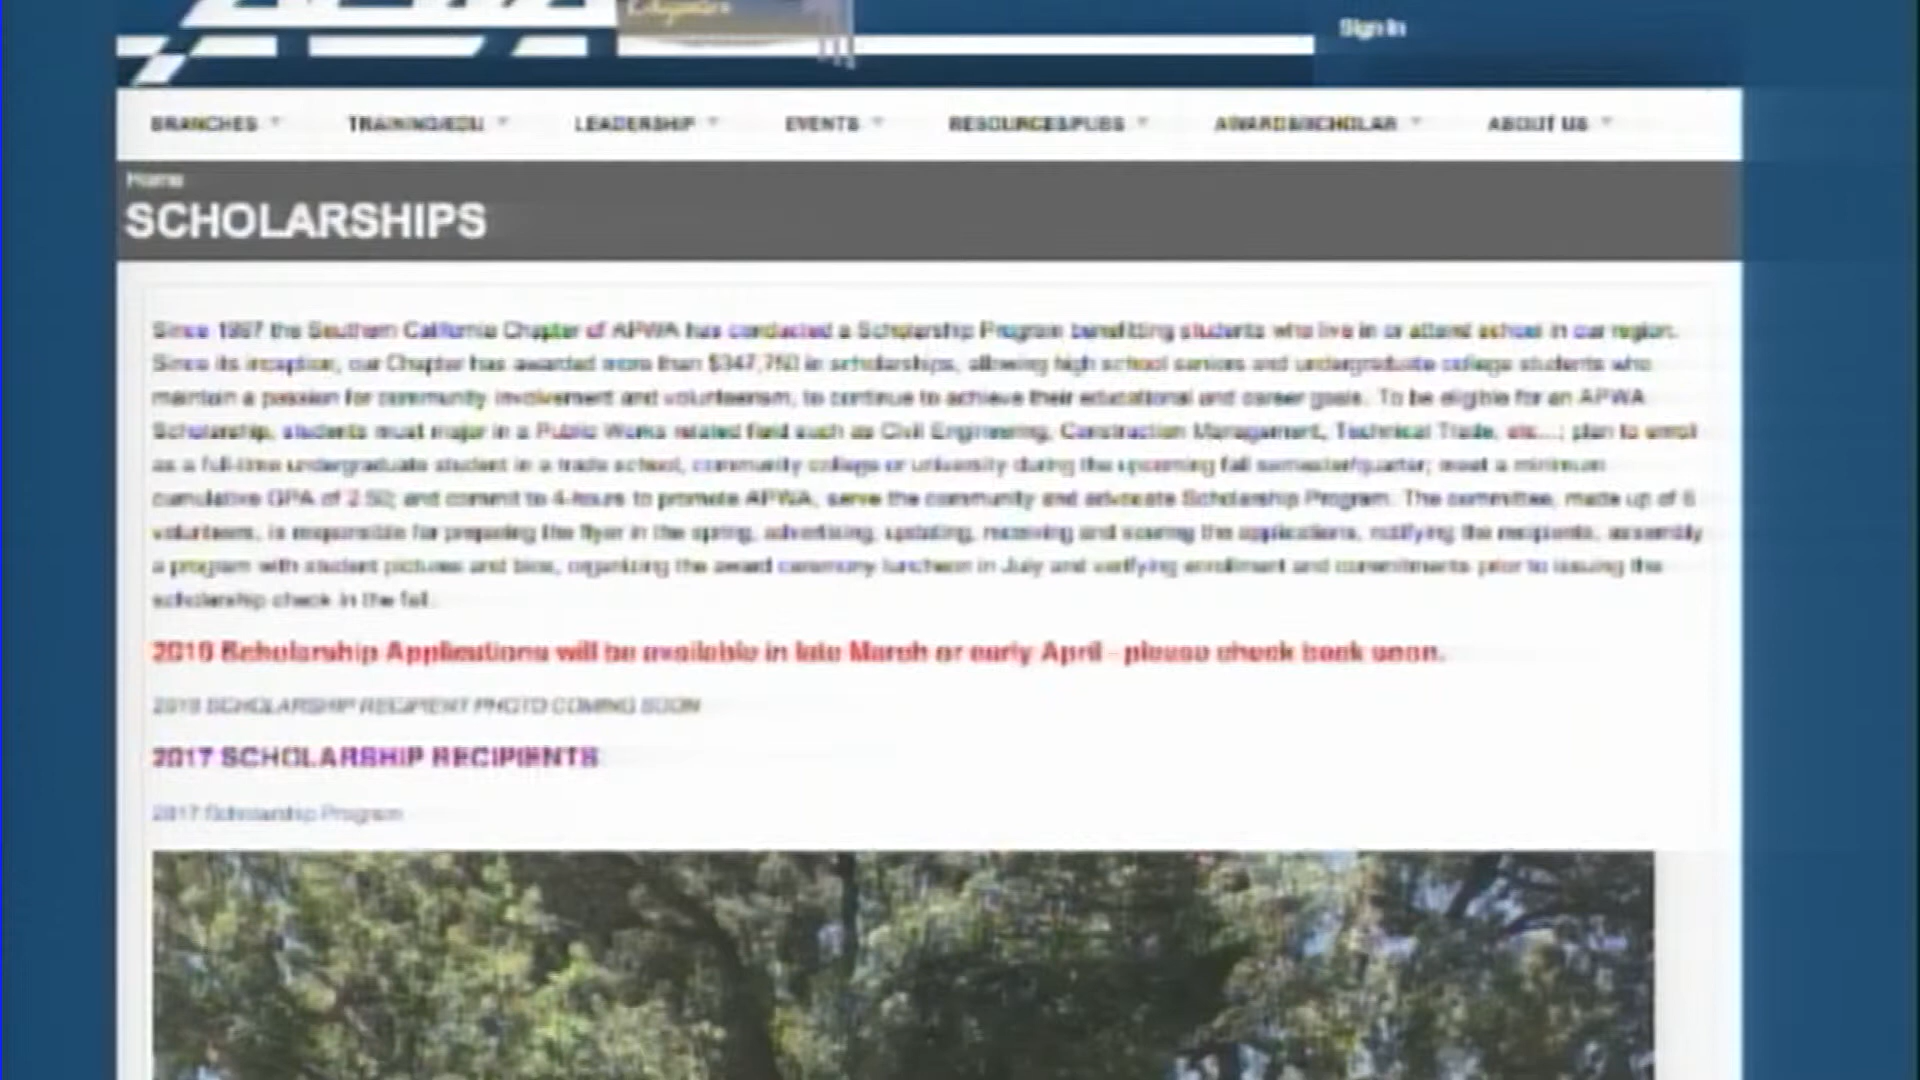 Sign In
BRANCHES TRAINING/EDU LEADERSHIP EVENTS RESOURCES/PUBS AWARDS/SCHOLAR ABOUT US
Home
SCHOLARSHIPS
Since 1987 the Southern California Chapter of APWA has conducted a Scholarship Program benefitting students who live in or attend school in our region.
Since its inception, our Chapter has awarded more than $347,750 in scholarships, allowing high school seniors and undergraduate college students who
maintain a passion for community involvement and volunteerism, to continue to achieve their educational and career goals. To be eligible for an APWA
Scholarship, students must major in a Public Works related field such as Civil Engineering, Construction Management, Technical Trade, etc...; plan to enroll
as a full-time undergraduate student in a trade school, community college or university during the upcoming fall semester/quarter; meet a minimum
cumulative GPA of 2.50; and commit to 4-hours to promote APWA, serve the community and advocate Scholarship Program. The committee, made up of 6
volunteers, is responsible for preparing the flyer in the spring, advertising, updating, receiving and scoring the applications, notifying the recipients, assembly
a program with student pictures and bios, organizing the award ceremony luncheon in July and verifying enrollment and commitments prior to issuing the
scholarship check in the fall.
Scholarship Applications will be available in late March or early April - please check back soon.
SCHOLARSHIP RECIPIENT PHOTO COMING SOON
2017 SCHOLARSHIP RECIPIENTS
2017 Scholarship Program